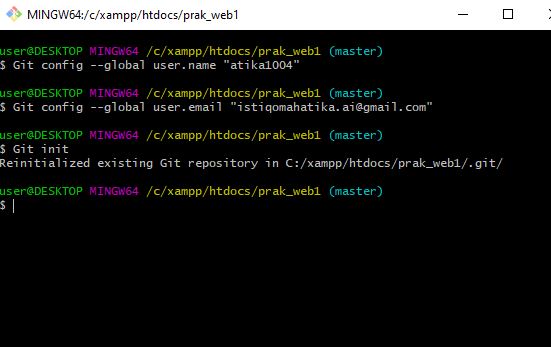 MINGW64:/c/xampp/htdocs/prak_web1
user@DESKTOP MINGW64 /c/xampp/htdocs/prak_web1 (master)
$ Git config --global user.name "atika1004"
user@DESKTOP MINGW64 /c/xampp/htdocs/prak_web1 (master)
$ Git config --global user.email "istiqomahatika.ai@gmail.com"
user@DESKTOP MINGW64 /c/xampp/htdocs/prak_web1 (master)
$ Git init
Reinitialized existing Git repository in C:/xampp/htdocs/prak_web1/.git/
user@DESKTOP MINGW64 /c/xampp/htdocs/prak_web1 (master)
$